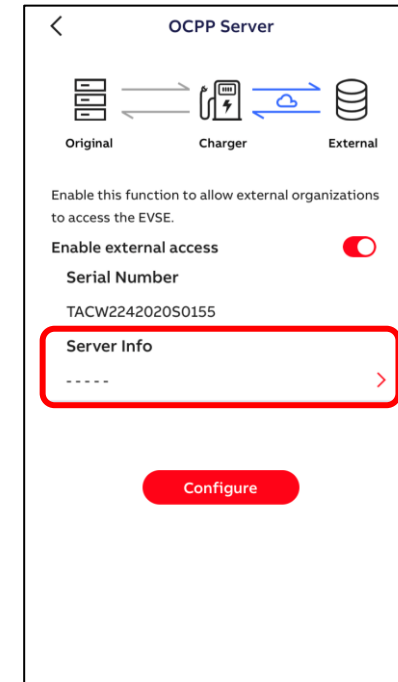 OCPP Server
Original Charger External
Enable this function to allow external organizations
to access the EVSE.
Enable external access
Serial Number
TACW2242020S0155
Server Info
- - - - -
Configure